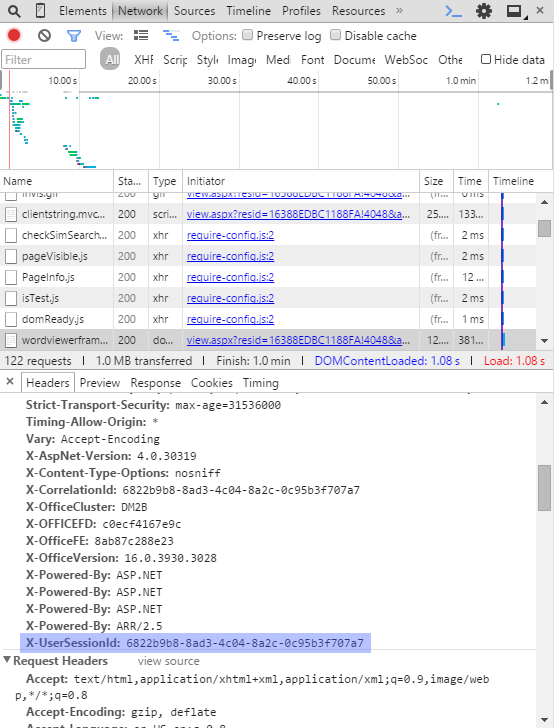 Elements Network Sources Timeline Profiles Resources »
View: Options: Preserve log Disable cache
Filter All XHF Scrip Style Image Medi Font Docume WebSoc Othe Hide data
10.00 s 20.00 s 30.00 s 40.00 s 50.00 s 1.0 min 1.2 m
Name Sta... Type Initiator Size Time Timeline
invis.gif 200 gif view.aspx?resid=16388EDBC1188FA!4048&a... 0 ms
clientstring.mvc... 200 scri... view.aspx?resid=16388EDBC1188FA!4048&a... 25.... 133...
checkSimSearch... 200 xhr require-config.js:2 (fr... 2 ms
pageVisible.js 200 xhr require-config.js:2 (fr... 2 ms
PageInfo.js 200 xhr require-config.js:2 (fr... 12 ...
isTest.js 200 xhr require-config.js:2 (fr... 2 ms
domReady.js 200 xhr require-config.js:2 (fr... 2 ms
wordviewerfram... 200 do... view.aspx?resid=16388EDBC1188FA!4048&a... 12.... 381...
122 requests | 1.0 MB transferred | Finish: 1.0 min | DOMContentLoaded: 1.08 s | Load: 1.08 s
× Headers Preview Response Cookies Timing
Strict-Transport-Security: max-age=31536000
Timing-Allow-Origin: *
Vary: Accept-Encoding
X-AspNet-Version: 4.0.30319
X-Content-Type-Options: nosniff
X-CorrelationId: 6822b9b8-8ad3-4c04-8a2c-0c95b3f707a7
X-OfficeCluster: DM2B
X-OFFICEFD: c0ecf4167e9c
X-OfficeFE: 8ab87c288e23
X-OfficeVersion: 16.0.3930.3028
X-Powered-By: ASP.NET
X-Powered-By: ASP.NET
X-Powered-By: ASP.NET
X-Powered-By: ARR/2.5
X-UserSessionId: 6822b9b8-8ad3-4c04-8a2c-0c95b3f707a7
Request Headers view source
Accept: text/html,application/xhtml+xml,application/xml;q=0.9,image/web
p,*/*;q=0.8
Accept-Encoding: gzip, deflate